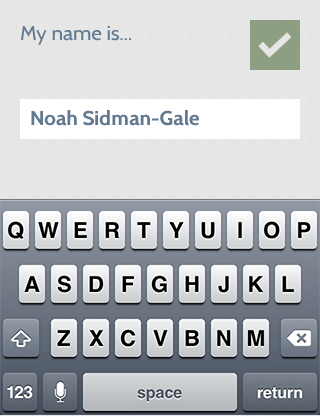 My name is...
Noah Sidman-Gale
Q W E R T Y U I O P
A S D F G H J K L
Z X C V B N M
123 space return